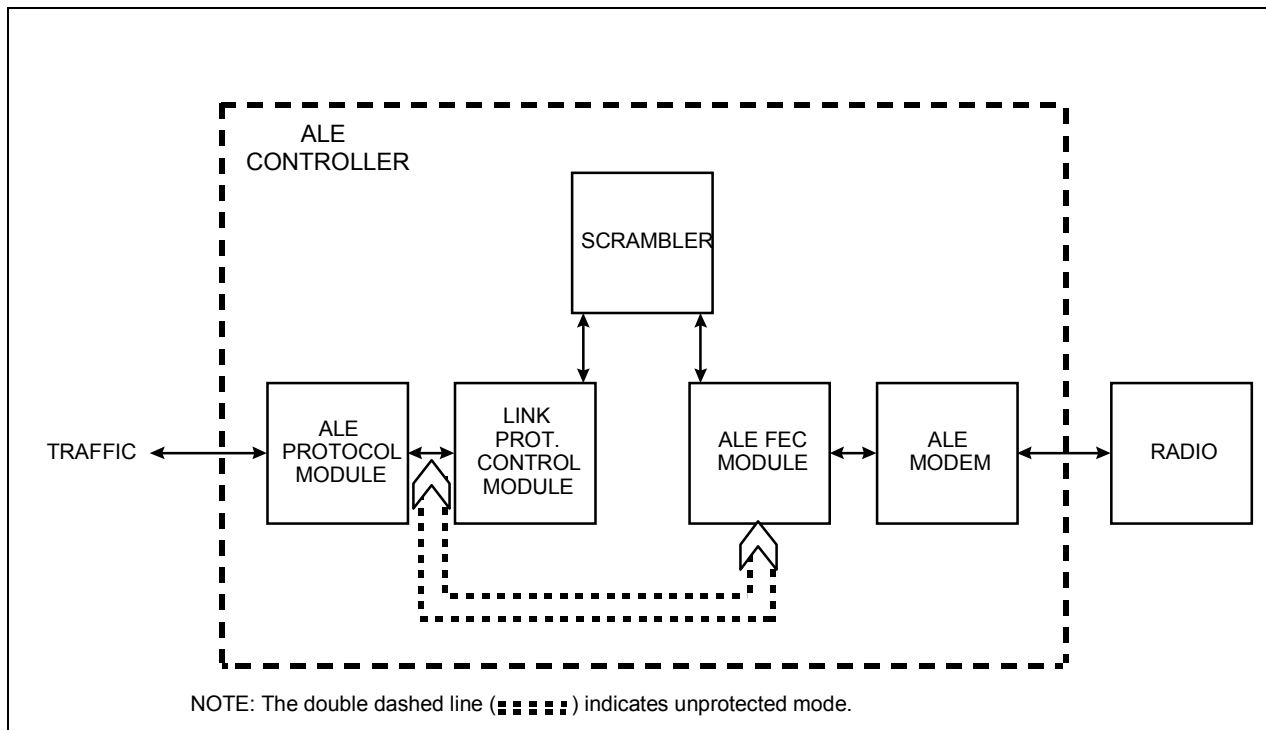 ALE
CONTROLLER
SCRAMBLER
TRAFFIC
ALE
PROTOCOL
MODULE
LINK
PROT.
CONTROL
MODULE
ALE FEC
MODULE
ALE
MODEM
RADIO
NOTE: The double dashed line ( ) indicates unprotected mode.